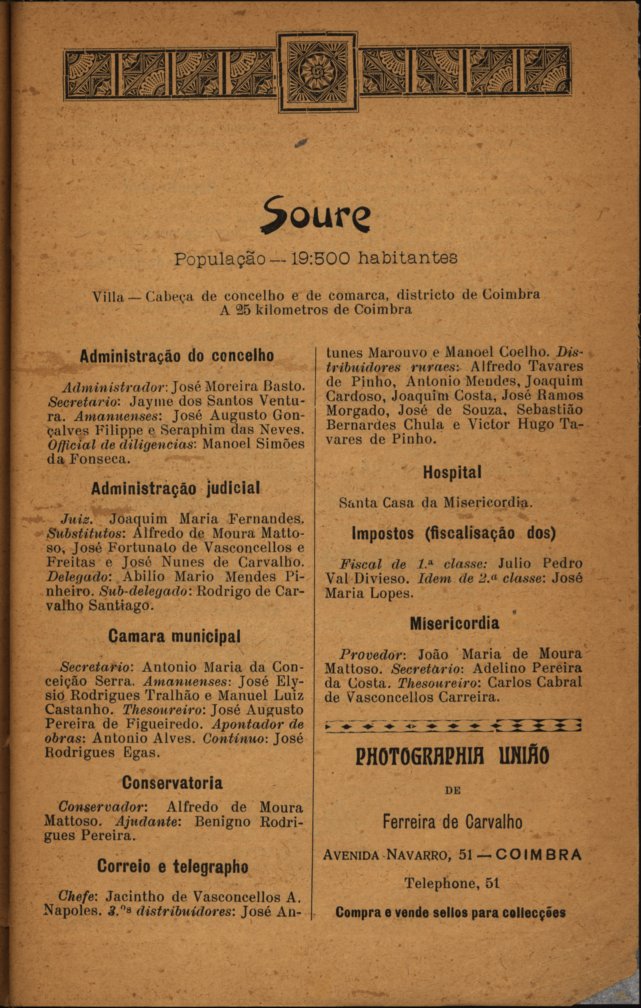 Soure
População — 19:500 habitantes
Villa — Cabeça de concelho e de comarca, districto de Coimbra
A 25 kilometros de Coimbra
Administração do concelho
Administrador: José Moreira Basto.
Secretario: Jayme dos Santos Ventu-
ra. Amanuenses: José Augusto Gon-
çalves Filippe e Seraphim das Neves.
Official de diligencias: Manoel Simões
da Fonseca.
Administração judicial
Juiz. Joaquim Maria Fernandes.
Substitutos: Alfredo de Moura Matto-
so, José Fortunato de Vasconcellos e
Freitas e José Nunes de Carvalho.
Delegado: Abilio Mario Mendes Pi-
nheiro. Sub-delegado: Rodrigo de Car-
valho Santiago.
Camara municipal
Secretario: Antonio Maria da Con-
ceição Serra. Amanuenses: José Ely-
sio Rodrigues Tralhão e Manuel Luiz
Castanho. Thesoureiro: José Augusto
Pereira de Figueiredo. Apontador de
obras: Antonio Alves. Contínuo: José
Rodrigues Egas.
Conservatoria
Conservador: Alfredo de Moura
Mattoso. Ajudante: Benigno Rodri-
gues Pereira.
Correio e telegrapho
Chefe: Jacintho de Vasconcellos A.
Napoles. 3.ºs distribuidores: José An-
tunes Marouvo e Manoel Coelho. Dis-
tribuidores ruraes: Alfredo Tavares
de Pinho, Antonio Mendes, Joaquim
Cardoso, Joaquim Costa, José Ramos
Morgado, José de Souza, Sebastião
Bernardes Chula e Victor Hugo Ta-
vares de Pinho.
Hospital
Santa Casa da Misericordia.
Impostos (fiscalisação dos)
Fiscal de 1.ª classe: Julio Pedro
Val Divieso. Idem de 2.ª classe: José
Maria Lopes.
Misericordia
Provedor: João Maria de Moura
Mattoso. Secretario: Adelino Pereira
da Costa. Thesoureiro: Carlos Cabral
de Vasconcellos Carreira.
PHOTOGRAPHIA UNIÃO
DE
Ferreira de Carvalho
AVENIDA NAVARRO, 51 — COIMBRA
Telephone, 51
Compra e vende sellos para collecções